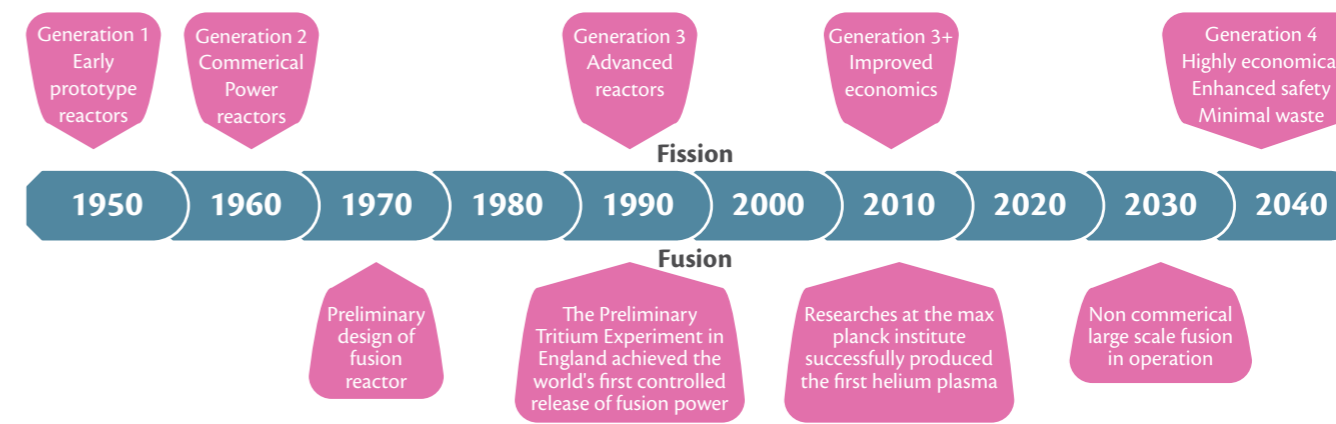 Generation 1
Early
prototype
reactors
Generation 2
Commerical
Power
reactors
Generation 3
Advanced
reactors
Generation 3+
Improved
economics
Generation 4
Highly economica
Enhanced safety
Minimal waste
Fission
1950 1960 1970 1980 1990 2000 2010 2020 2030 2040
Fusion
Preliminary
design of
fusion
reactor
The Preliminary
Tritium Experiment in
England achieved the
world's first controlled
release of fusion power
Researches at the max
planck institute
successfully produced
the first helium plasma
Non commerical
large scale fusion
in operation